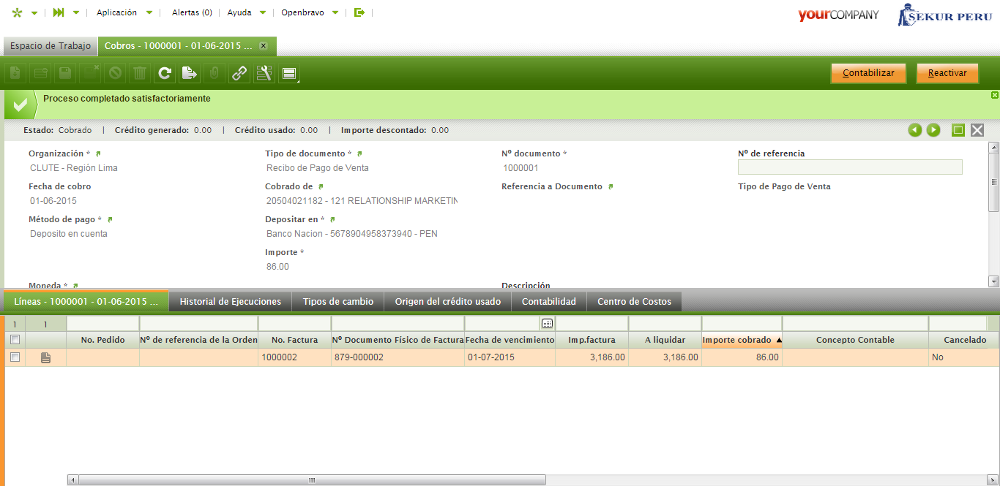 Aplicación Alertas (0) Ayuda Openbravo yourCOMPANY SEKUR PERU
Espacio de Trabajo Cobros - 1000001 - 01-06-2015 ...
Contabilizar Reactivar
Proceso completado satisfactoriamente
Estado: Cobrado | Crédito generado: 0.00 | Crédito usado: 0.00 | Importe descontado: 0.00
Organización * Tipo de documento * Nº documento * Nº de referencia
CLUTE - Región Lima Recibo de Pago de Venta 1000001
Fecha de cobro Cobrado de Referencia a Documento Tipo de Pago de Venta
01-06-2015 20504021182 - 121 RELATIONSHIP MARKETIN
Método de pago * Depositar en *
Deposito en cuenta Banco Nacion - 5678904958373940 - PEN
Importe *
86.00
Moneda * Descripción
Líneas - 1000001 - 01-06-2015 ... Historial de Ejecuciones Tipos de cambio Origen del crédito usado Contabilidad Centro de Costos
1 1
No. Pedido Nº de referencia de la Orden No. Factura Nº Documento Físico de Factura Fecha de vencimiento Imp.factura A liquidar Importe cobrado Concepto Contable Cancelado
1000002 879-000002 01-07-2015 3,186.00 3,186.00 86.00 No